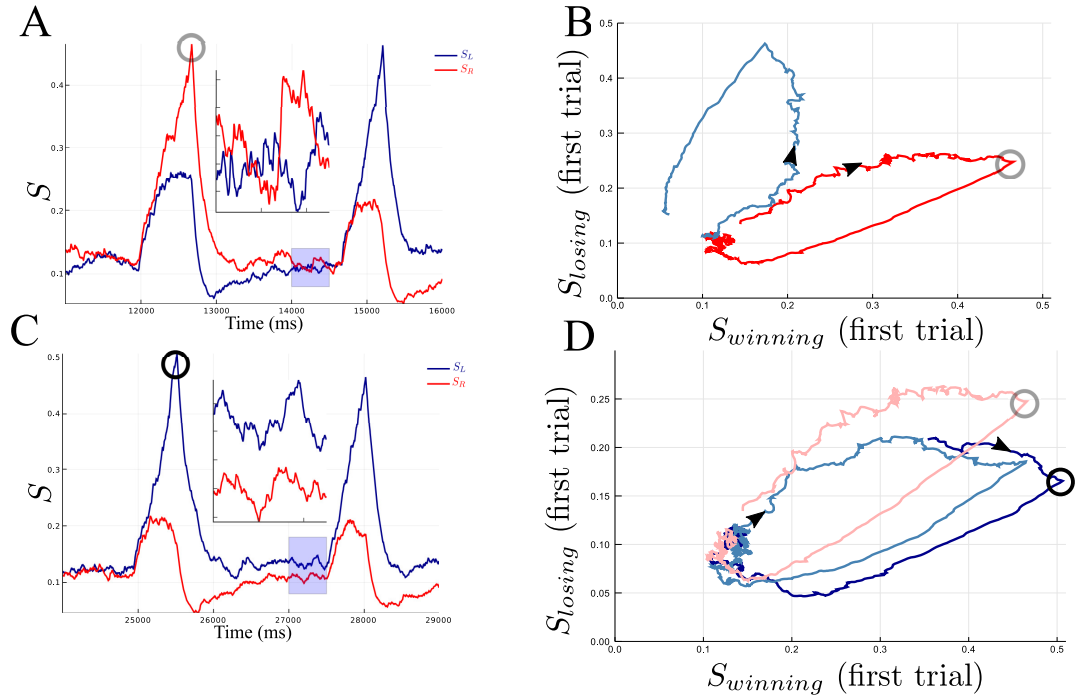 A
S_L
S_R
0.4
0.3
0.2
0.1
S
12000
13000
14000
15000
16000
Time (ms)
B
0.5
0.4
0.3
0.2
0.1
0.0
S_losing (first trial)
0.1
0.2
0.3
0.4
0.5
S_winning (first trial)
C
S_L
S_R
0.5
0.4
0.3
0.2
0.1
S
25000
26000
27000
28000
29000
Time (ms)
D
0.25
0.20
0.15
0.10
0.05
0.00
S_losing (first trial)
0.1
0.2
0.3
0.4
0.5
S_winning (first trial)